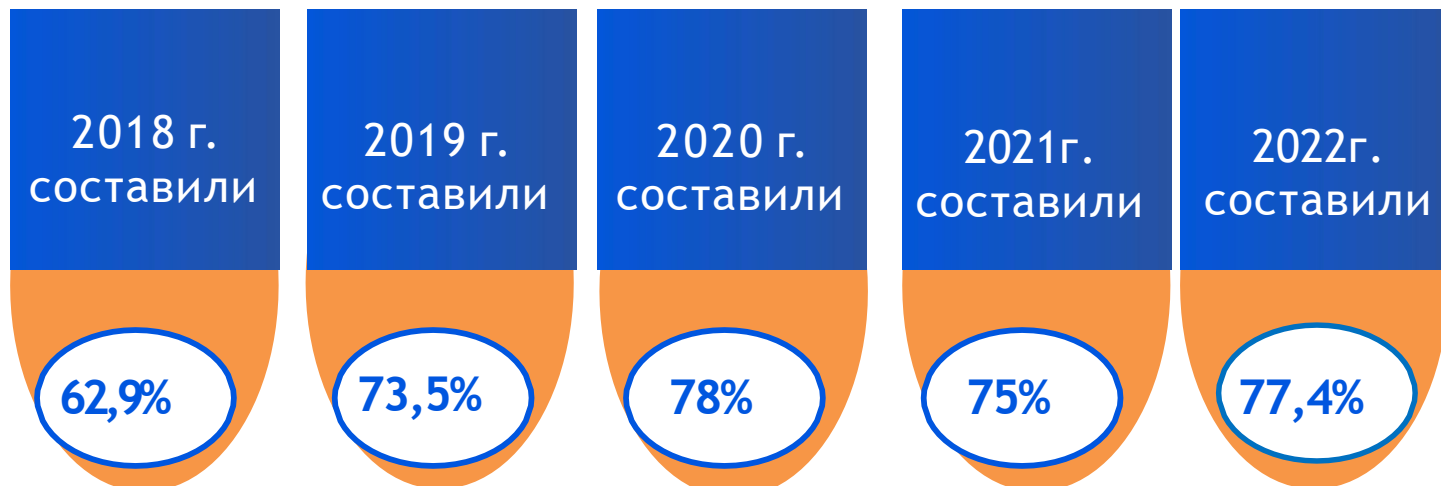 2018 г.
составили
62,9%
2019 г.
составили
73,5%
2020 г.
составили
78%
2021г.
составили
75%
2022г.
составили
77,4%